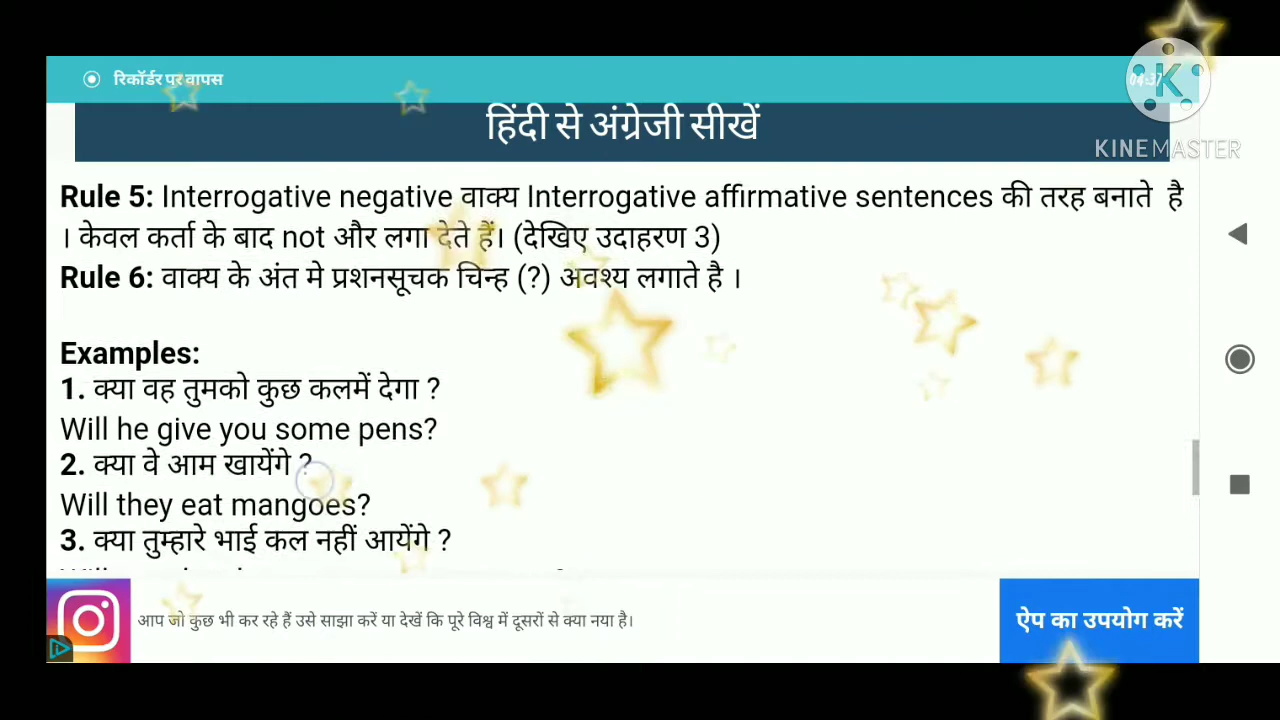 रिकॉर्डर पर वापस
04:37
K
KINEMASTER
हिंदी से अंग्रेजी सीखें
Rule 5: Interrogative negative वाक्य Interrogative affirmative sentences की तरह बनाते है
। केवल कर्ता के बाद not और लगा देते हैं। (देखिए उदाहरण 3)
Rule 6: वाक्य के अंत मे प्रशनसूचक चिन्ह (?) अवश्य लगाते है ।
Examples:
1. क्या वह तुमको कुछ कलमें देगा ?
Will he give you some pens?
2. क्या वे आम खायेंगे ?
Will they eat mangoes?
3. क्या तुम्हारे भाई कल नहीं आयेंगे ?
आप जो कुछ भी कर रहे हैं उसे साझा करें या देखें कि पूरे विश्व में दूसरों से क्या नया है।
ऐप का उपयोग करें